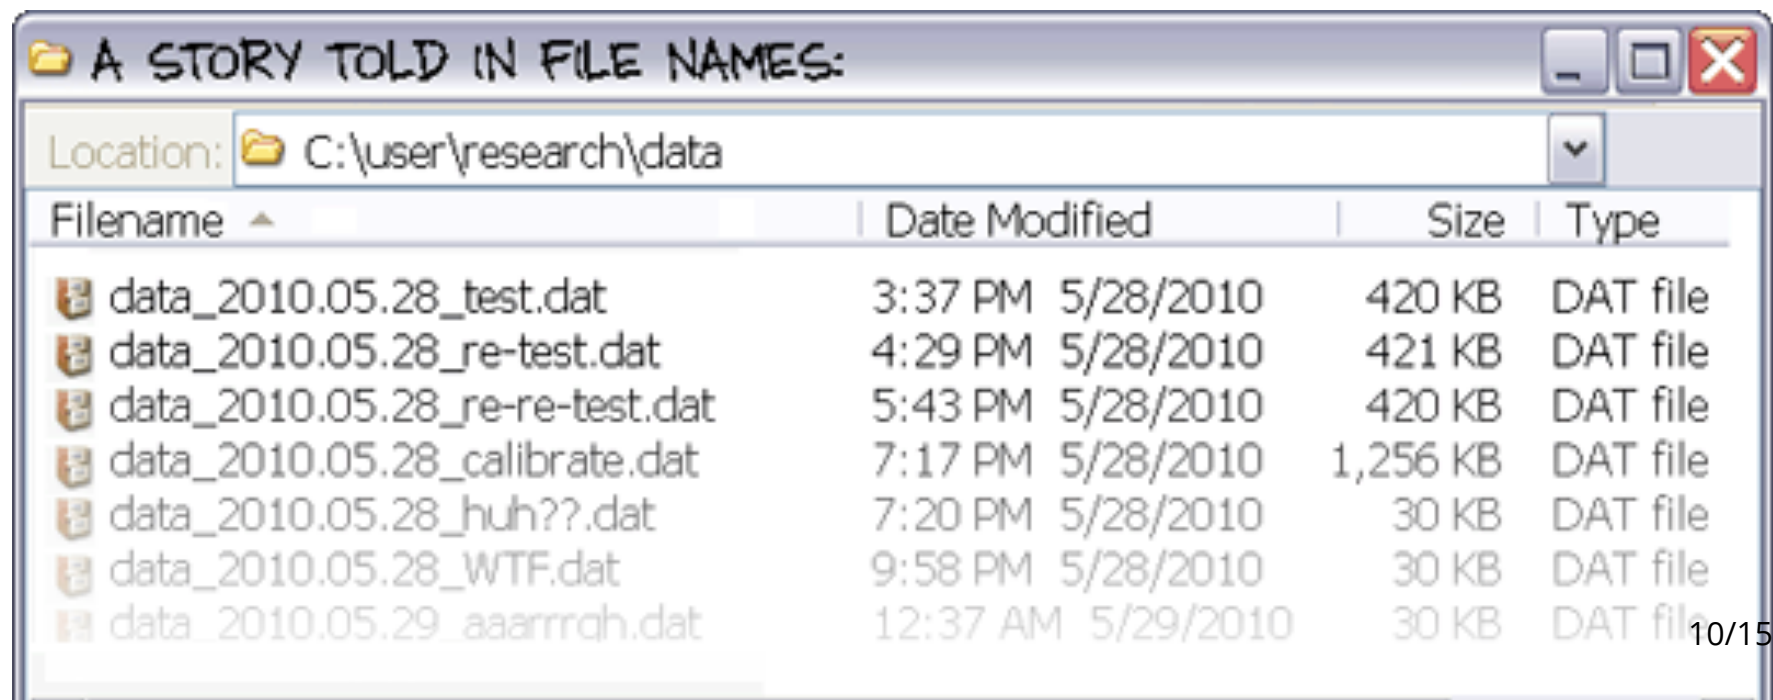 A STORY TOLD IN FILE NAMES:
Location: C:\user\research\data
Filename Date Modified Size Type
data_2010.05.28_test.dat 3:37 PM 5/28/2010 420 KB DAT file
data_2010.05.28_re-test.dat 4:29 PM 5/28/2010 421 KB DAT file
data_2010.05.28_re-re-test.dat 5:43 PM 5/28/2010 420 KB DAT file
data_2010.05.28_calibrate.dat 7:17 PM 5/28/2010 1,256 KB DAT file
data_2010.05.28_huh??.dat 7:20 PM 5/28/2010 30 KB DAT file
data_2010.05.28_WTF.dat 9:58 PM 5/28/2010 30 KB DAT file
data_2010.05.29_aaarrrgh.dat 12:37 AM 5/29/2010 30 KB DAT file
10/15